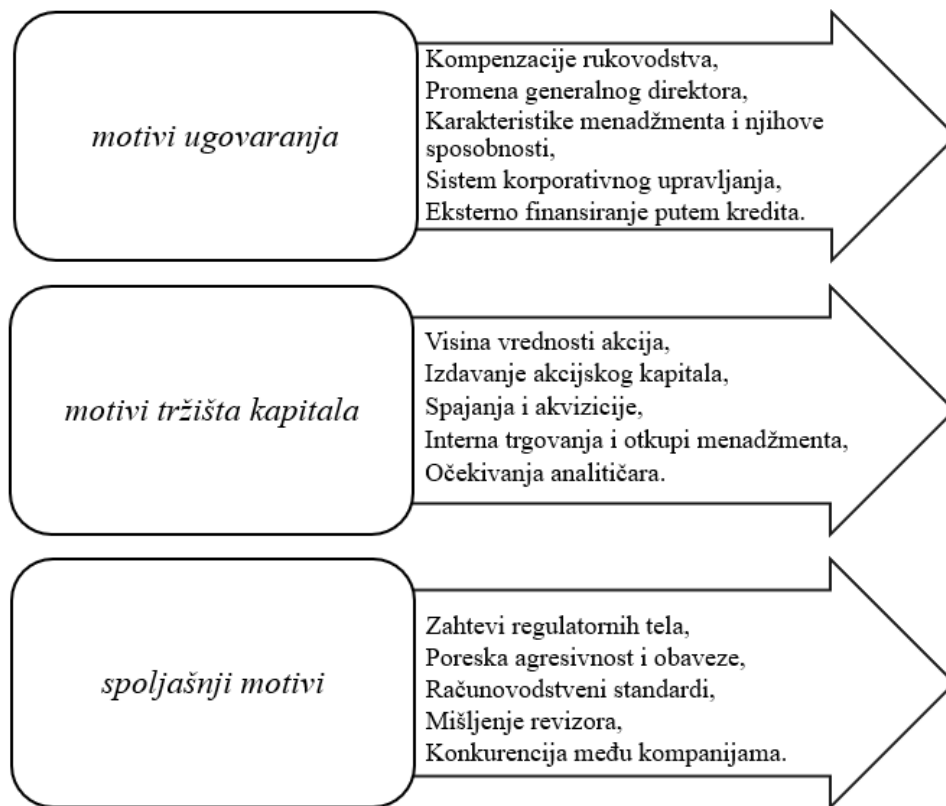 motivi ugovaranja
Kompenzacije rukovodstva,
Promena generalnog direktora,
Karakteristike menadžmenta i njihove
sposobnosti,
Sistem korporativnog upravljanja,
Eksterno finansiranje putem kredita.
motivi tržišta kapitala
Visina vrednosti akcija,
Izdavanje akcijskog kapitala,
Spajanja i akvizicije,
Interna trgovanja i otkupi menadžmenta,
Očekivanja analitičara.
spoljašnji motivi
Zahtevi regulatornih tela,
Poreska agresivnost i obaveze,
Računovodstveni standardi,
Mišljenje revizora,
Konkurencija među kompanijama.